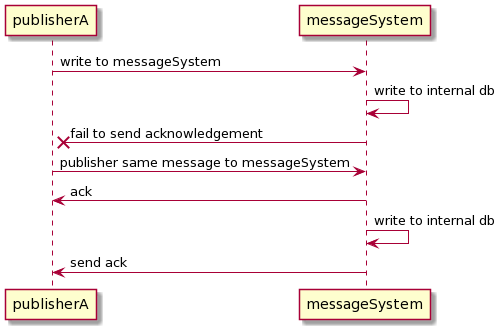 publisherA
messageSystem
write to messageSystem
write to internal db
fail to send acknowledgement
publisher same message to messageSystem
ack
write to internal db
send ack
publisherA
messageSystem